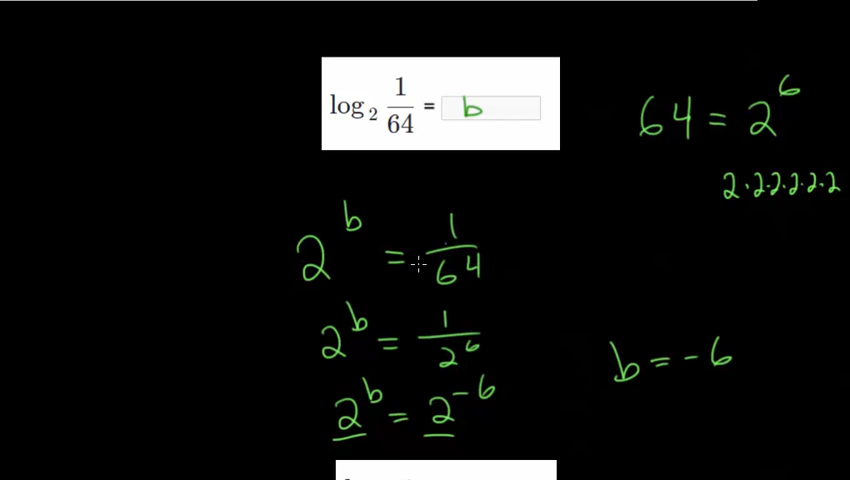 log₂ 1/64 = b
64 = 2⁶
2·2·2·2·2·2
2ᵇ = 1/64
2ᵇ = 1/2⁶
b = -6
2ᵇ = 2⁻⁶